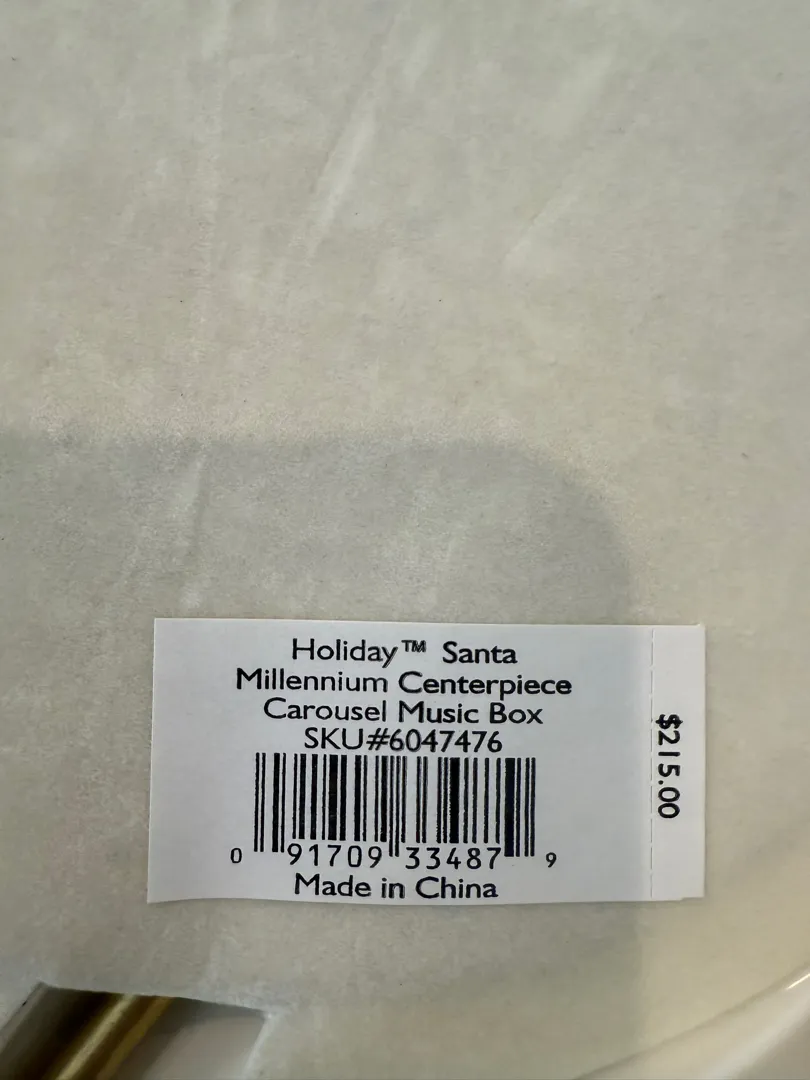 Holiday™ Santa
Millennium Centerpiece
Carousel Music Box
SKU#6047476
0 91709 33487 9
Made in China
$215.00